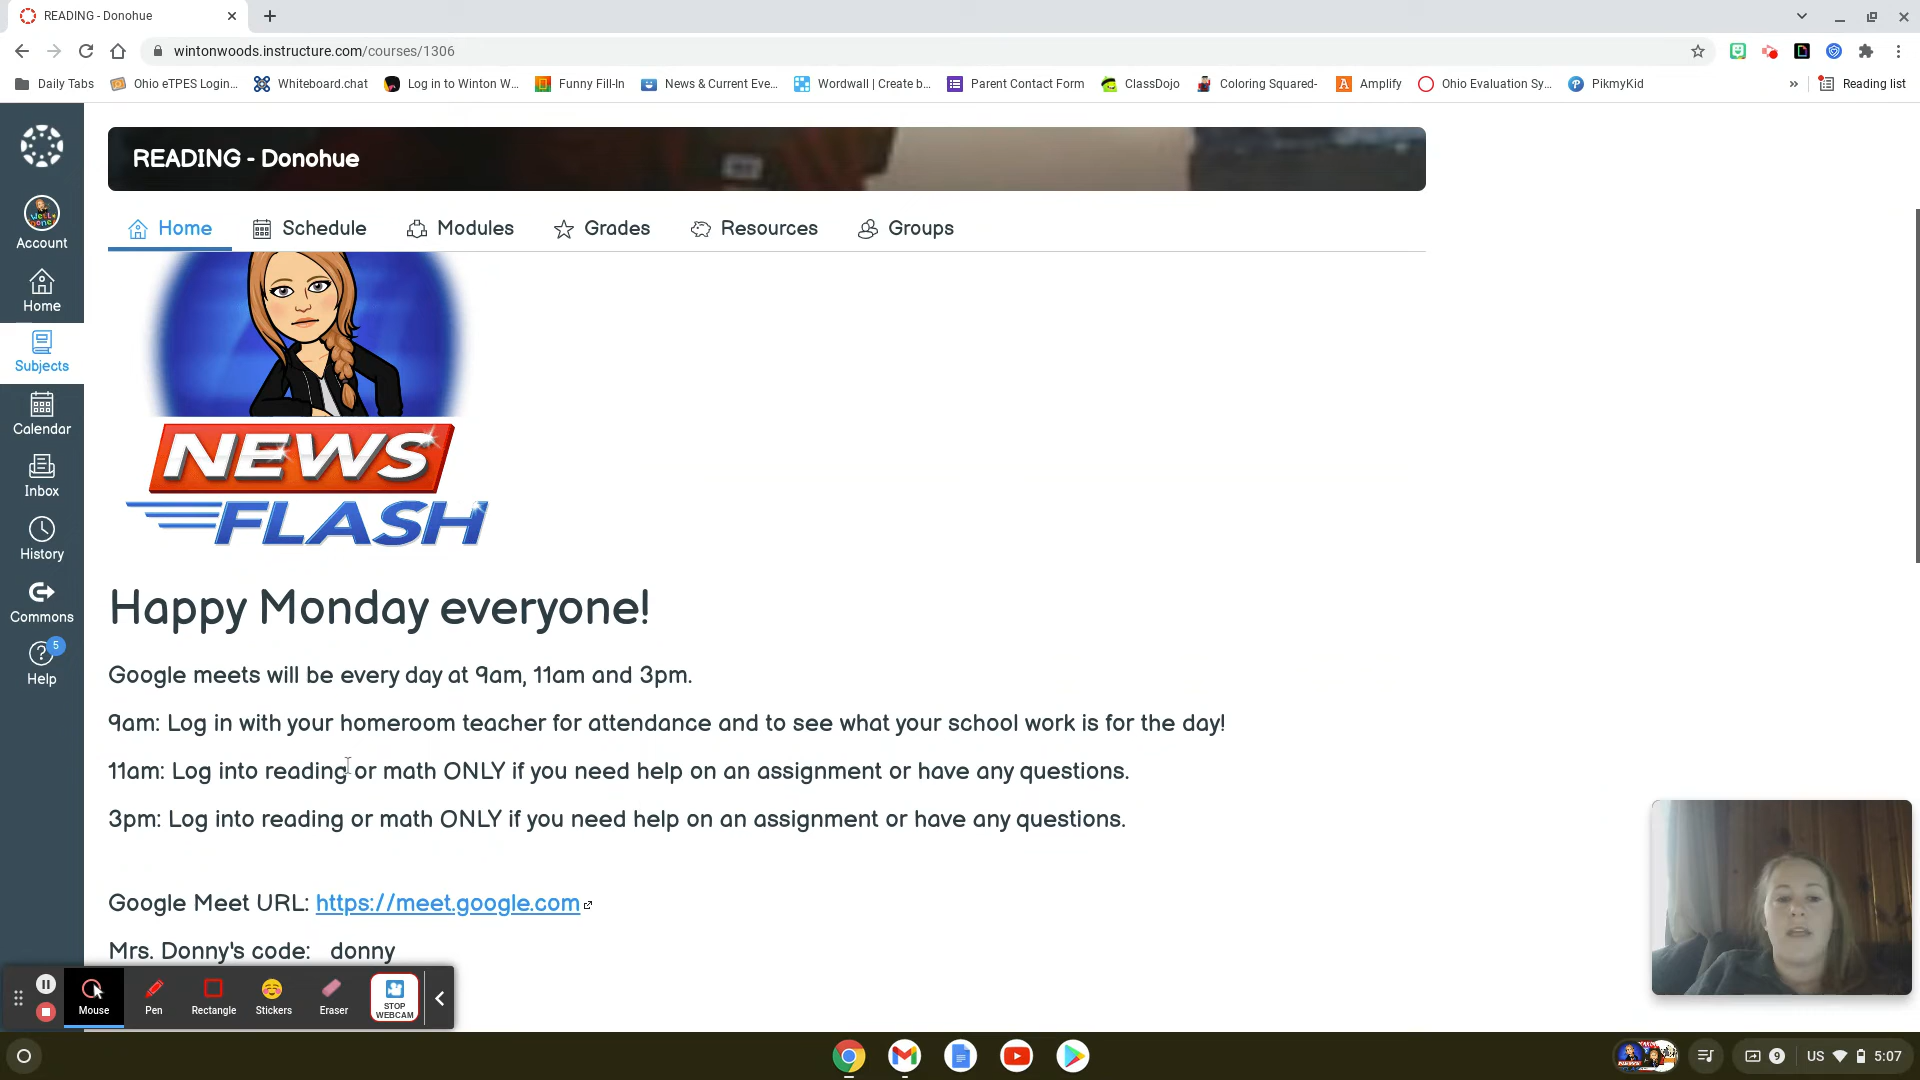 READING - Donohue
wintonwoods.instructure.com/courses/1306
Daily Tabs Ohio eTPES Login... Whiteboard.chat Log in to Winton W... Funny Fill-In News & Current Eve... Wordwall | Create b... Parent Contact Form ClassDojo Coloring Squared- Amplify Ohio Evaluation Sy... PikmyKid » Reading list
READING - Donohue
Home Schedule Modules Grades Resources Groups
Account
Home
Subjects
Calendar
Inbox
History
Commons
5
Help
NEWS
FLASH
Happy Monday everyone!
Google meets will be every day at 9am, 11am and 3pm.
9am: Log in with your homeroom teacher for attendance and to see what your school work is for the day!
11am: Log into reading or math ONLY if you need help on an assignment or have any questions.
3pm: Log into reading or math ONLY if you need help on an assignment or have any questions.
Google Meet URL: https://meet.google.com
Mrs. Donny's code: donny
Mouse Pen Rectangle Stickers Eraser STOP WEBCAM
9 US 5:07